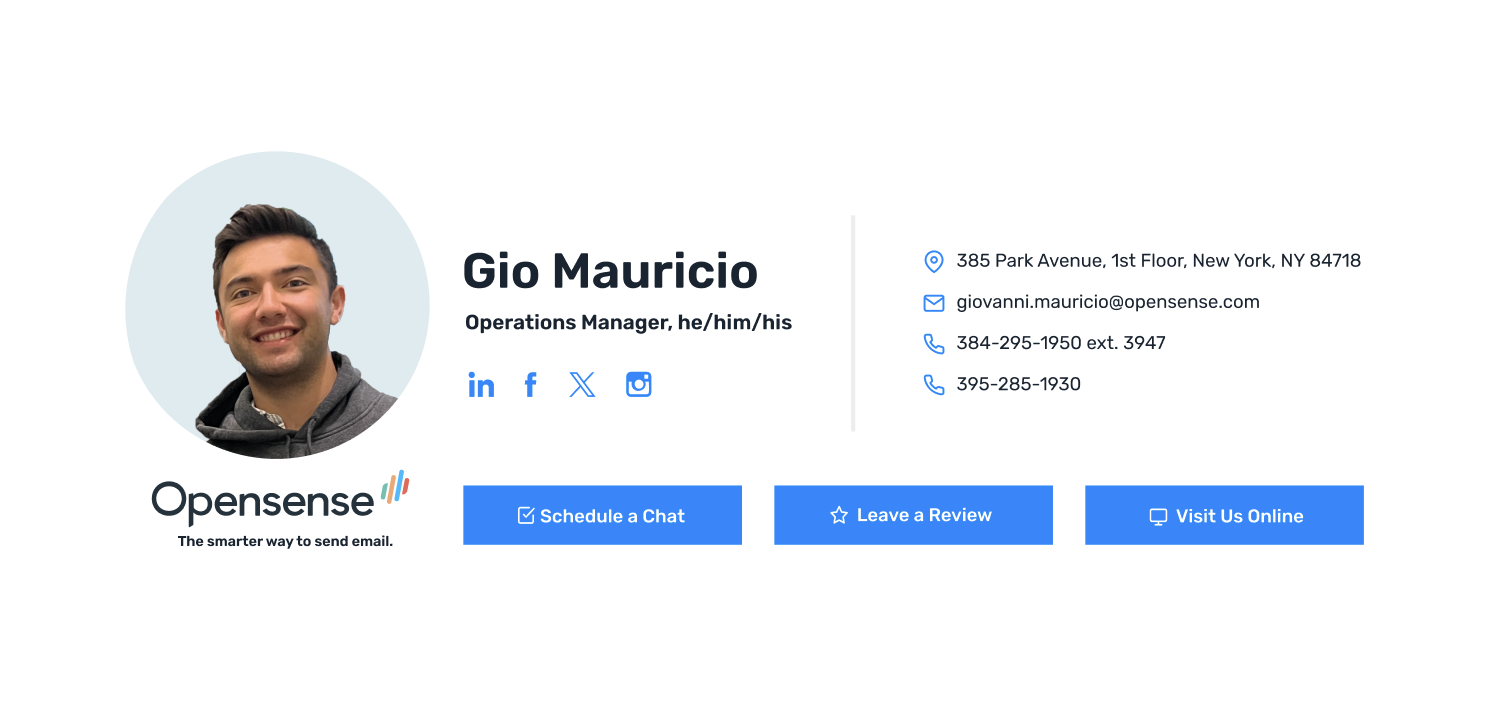 Gio Mauricio
Operations Manager, he/him/his
385 Park Avenue, 1st Floor, New York, NY 84718
giovanni.mauricio@opensense.com
384-295-1950 ext. 3947
395-285-1930
Opensense
The smarter way to send email.
Schedule a Chat
Leave a Review
Visit Us Online